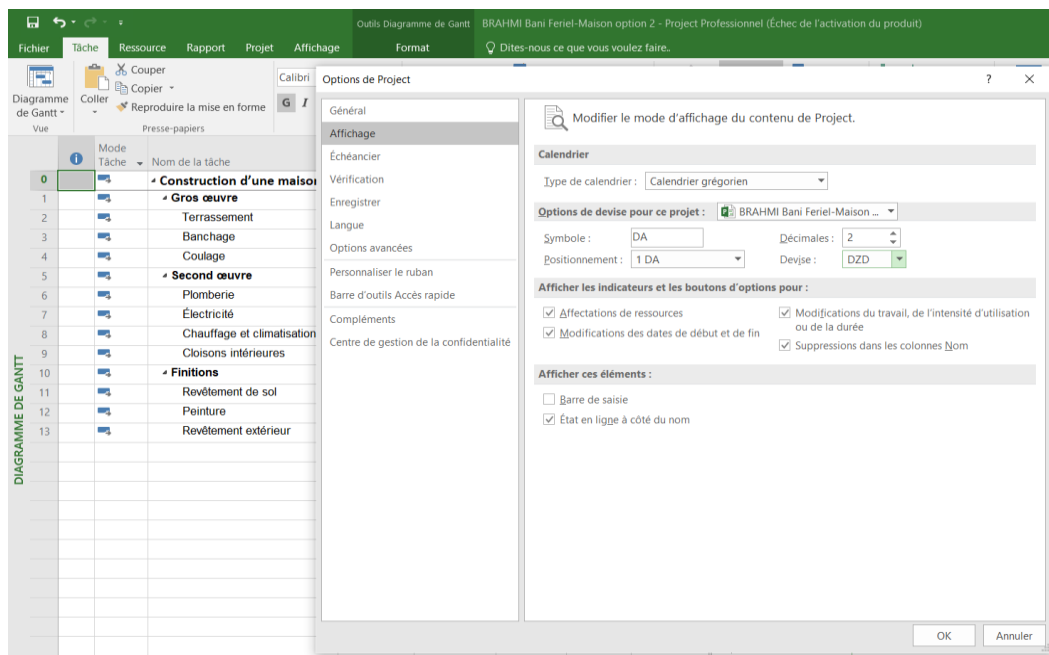 Outils Diagramme de Gantt BRAHMI Bani Feriel-Maison option 2 - Project Professionnel (Échec de l'activation du produit)
Fichier Tâche Ressource Rapport Projet Affichage Format Dites-nous ce que vous voulez faire..
Diagramme de Gantt
Vue
Coller
Couper
Copier
Reproduire la mise en forme
Presse-papiers
Calibri
G I
Mode Tâche Nom de la tâche
0 Construction d'une maison
1 Gros œuvre
2 Terrassement
3 Banchage
4 Coulage
5 Second œuvre
6 Plomberie
7 Électricité
8 Chauffage et climatisation
9 Cloisons intérieures
10 Finitions
11 Revêtement de sol
12 Peinture
13 Revêtement extérieur
DIAGRAMME DE GANTT
Options de Project ?
Général
Affichage
Échéancier
Vérification
Enregistrer
Langue
Options avancées
Personnaliser le ruban
Barre d'outils Accès rapide
Compléments
Centre de gestion de la confidentialité
Modifier le mode d'affichage du contenu de Project.
Calendrier
Type de calendrier : Calendrier grégorien
Options de devise pour ce projet : BRAHMI Bani Feriel-Maison ...
Symbole : DA Décimales : 2
Positionnement : 1 DA Devise : DZD
Afficher les indicateurs et les boutons d'options pour :
Affectations de ressources
Modifications des dates de début et de fin
Modifications du travail, de l'intensité d'utilisation
ou de la durée
Suppressions dans les colonnes Nom
Afficher ces éléments :
Barre de saisie
État en ligne à côté du nom
OK Annuler